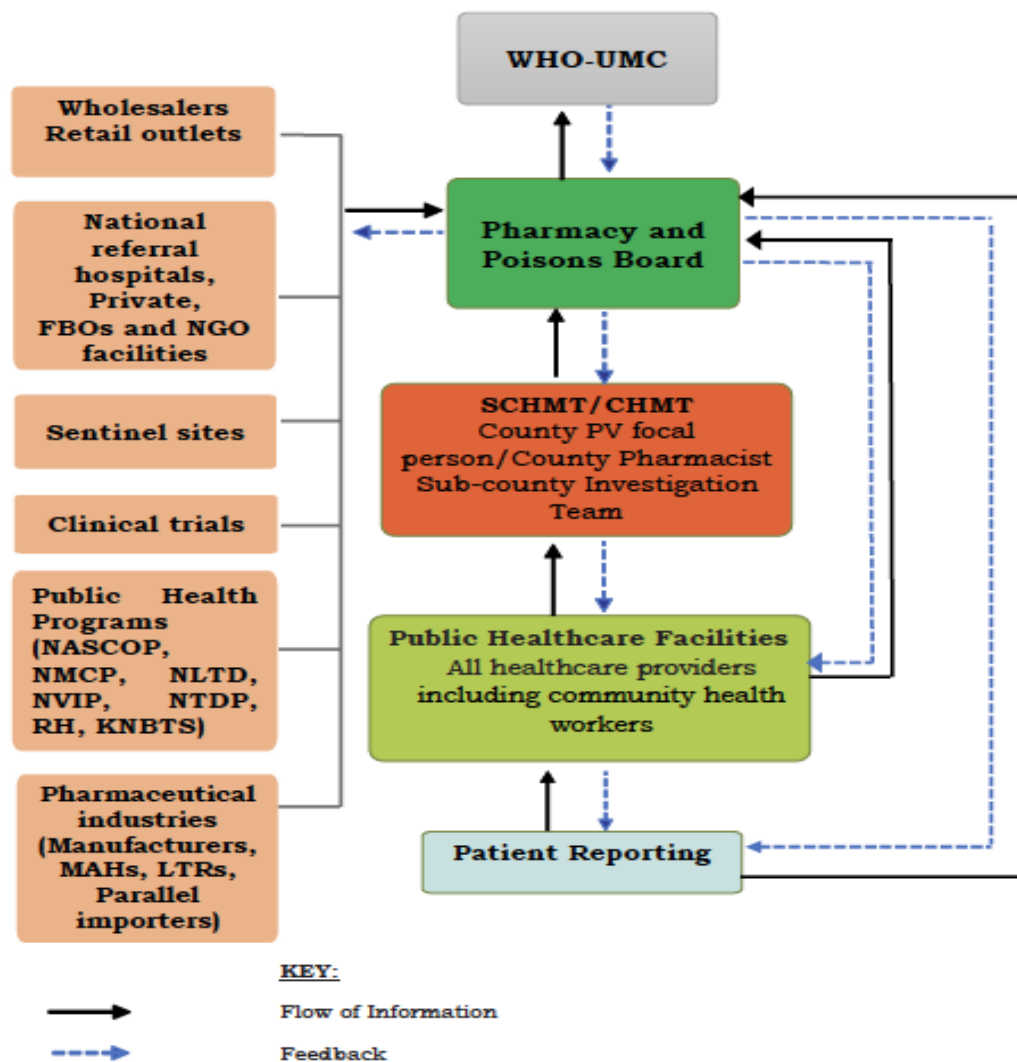 WHO-UMC
Wholesalers
Retail outlets
National
referral
hospitals,
Private,
FBOs and NGO
facilities
Sentinel sites
Clinical trials
Public Health
Programs
(NASCOP,
NMCP, NLTD,
NVIP, NTDP,
RH, KNBTS)
Pharmaceutical
industries
(Manufacturers,
MAHs, LTRs,
Parallel
importers)
Pharmacy and
Poisons Board
SCHMT/CHMT
County PV focal
person/County Pharmacist
Sub-county Investigation
Team
Public Healthcare Facilities
All healthcare providers
including community health
workers
Patient Reporting
KEY:
Flow of Information
Feedback